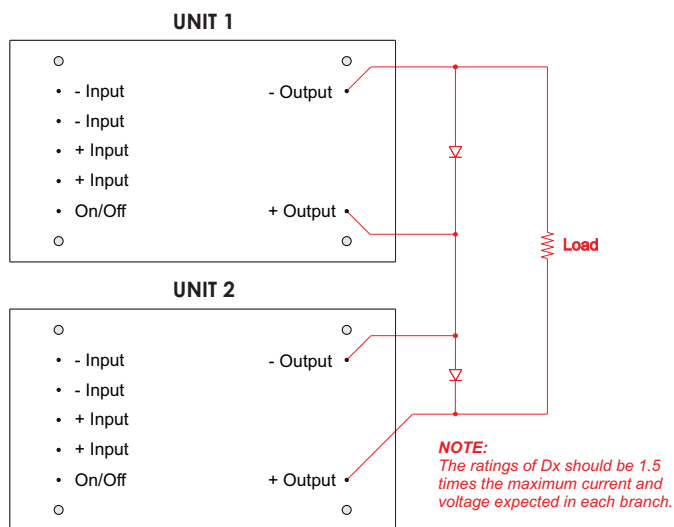 UNIT 1
- Input
- Output
- Input
+ Input
+ Input
On/Off
+ Output
Load
UNIT 2
- Input
- Output
- Input
+ Input
+ Input
On/Off
+ Output
NOTE:
The ratings of Dx should be 1.5
times the maximum current and
voltage expected in each branch.